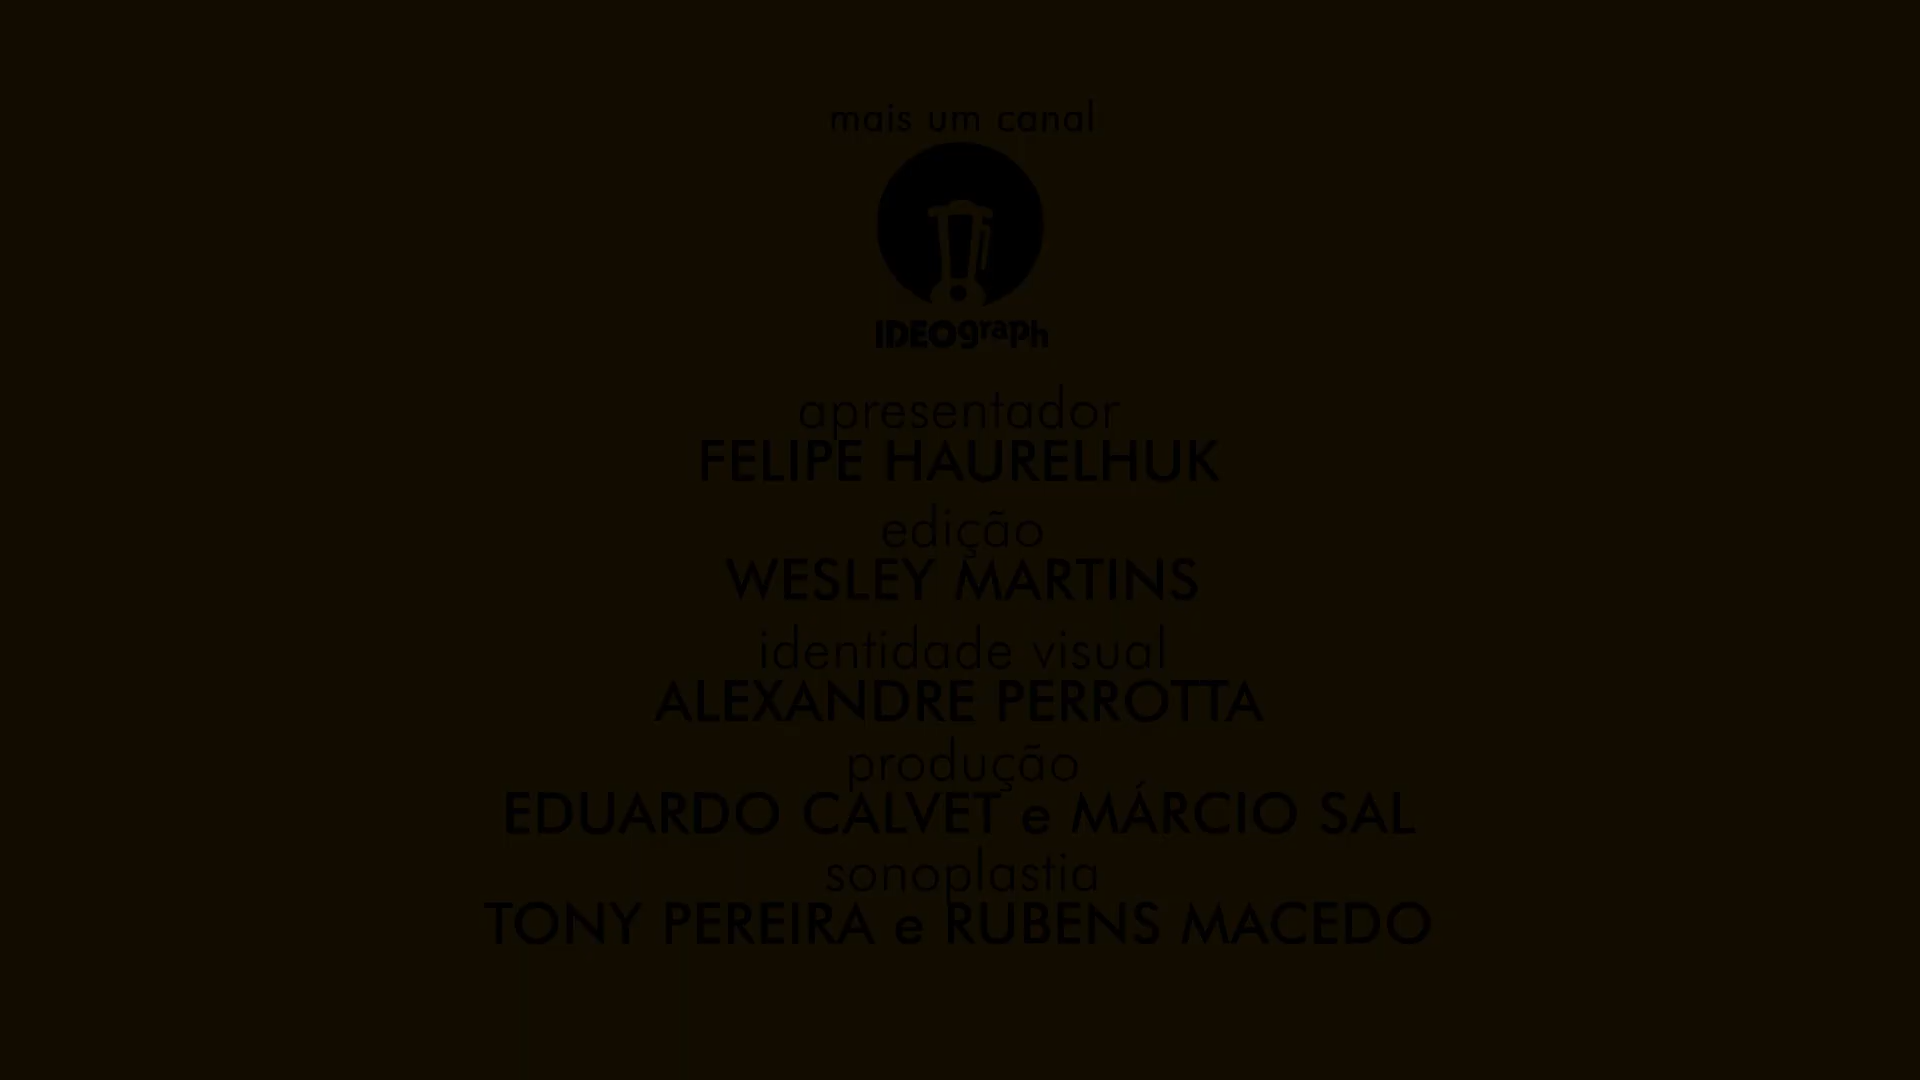 mais um canal
IDEOgraph
apresentador
FELIPE HAURELHUK
edição
WESLEY MARTINS
identidade visual
ALEXANDRE PERROTTA
produção
EDUARDO CALVET e MÁRCIO SAL
sonoplastia
TONY PEREIRA e RUBENS MACEDO